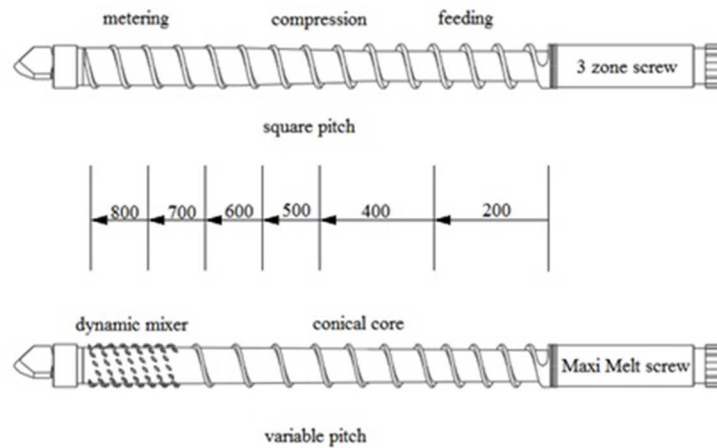 metering compression feeding
3 zone screw
square pitch
800 700 600 500 400 200
dynamic mixer conical core
Maxi Melt screw
variable pitch